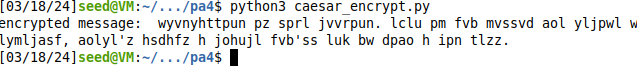 [03/18/24]seed@VM:~/.../pa4$ python3 caesar_encrypt.py
encrypted message:  wyvnyhttpun pz sprl jvvrpun. lclu pm fvb mvssvd aol yljpwl w
lymljasf, aolyl'z hsdhfz h johujl fvb'ss luk bw dpao h ipn tlzz.
[03/18/24]seed@VM:~/.../pa4$